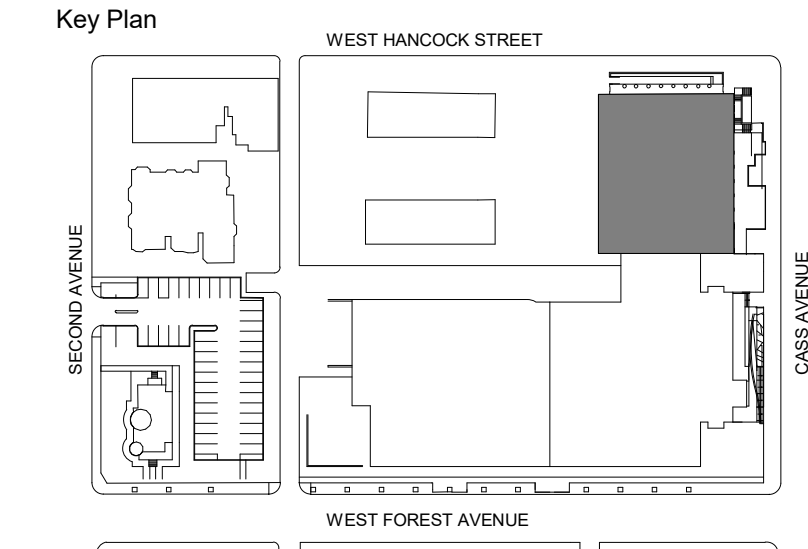 Key Plan
WEST HANCOCK STREET
SECOND AVENUE
CASS AVENUE
WEST FOREST AVENUE